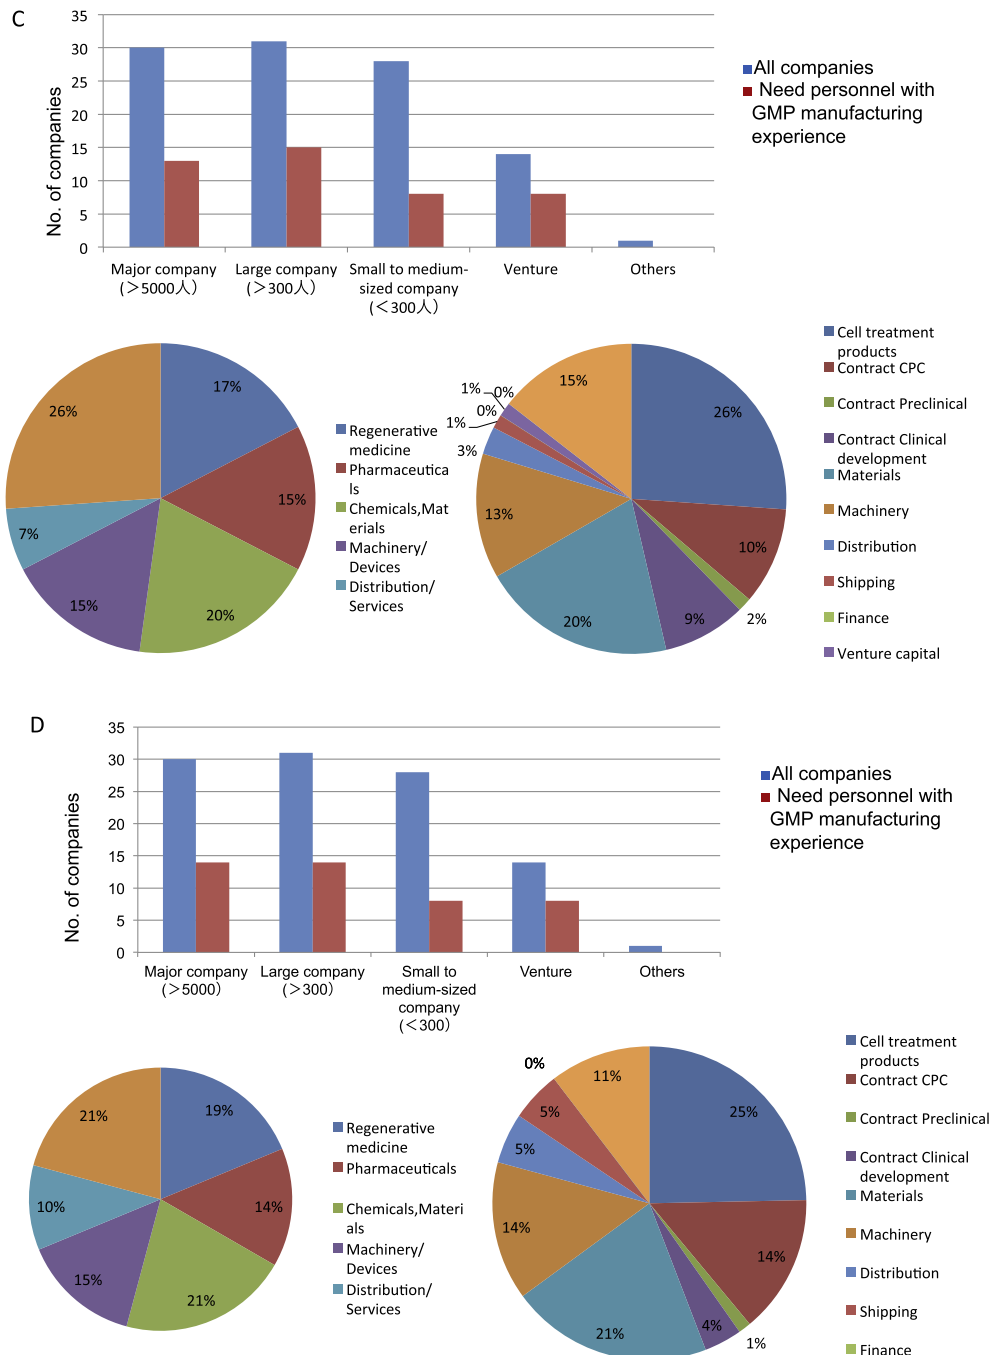 C
35
30
25
20
15
10
5
0
No. of companies
Major company
(＞5000人)
Large company
(＞300人)
Small to medium-
sized company
(＜300人)
Venture
Others
All companies
Need personnel with
GMP manufacturing
experience
17%
15%
20%
15%
7%
26%
Regenerative
medicine
Pharmaceutica
ls
Chemicals,Mat
erials
Machinery/
Devices
Distribution/
Services
26%
10%
2%
9%
20%
13%
3%
1%
0%
1%
0%
15%
Cell treatment
products
Contract CPC
Contract Preclinical
Contract Clinical
development
Materials
Machinery
Distribution
Shipping
Finance
Venture capital
D
35
30
25
20
15
10
5
0
No. of companies
Major company
(＞5000)
Large company
(＞300)
Small to
medium-sized
company
(＜300)
Venture
Others
All companies
Need personnel with
GMP manufacturing
experience
19%
14%
21%
15%
10%
21%
Regenerative
medicine
Pharmaceuticals
Chemicals,Materi
als
Machinery/
Devices
Distribution/
Services
25%
14%
1%
4%
21%
14%
5%
5%
0%
11%
Cell treatment
products
Contract CPC
Contract Preclinical
Contract Clinical
development
Materials
Machinery
Distribution
Shipping
Finance